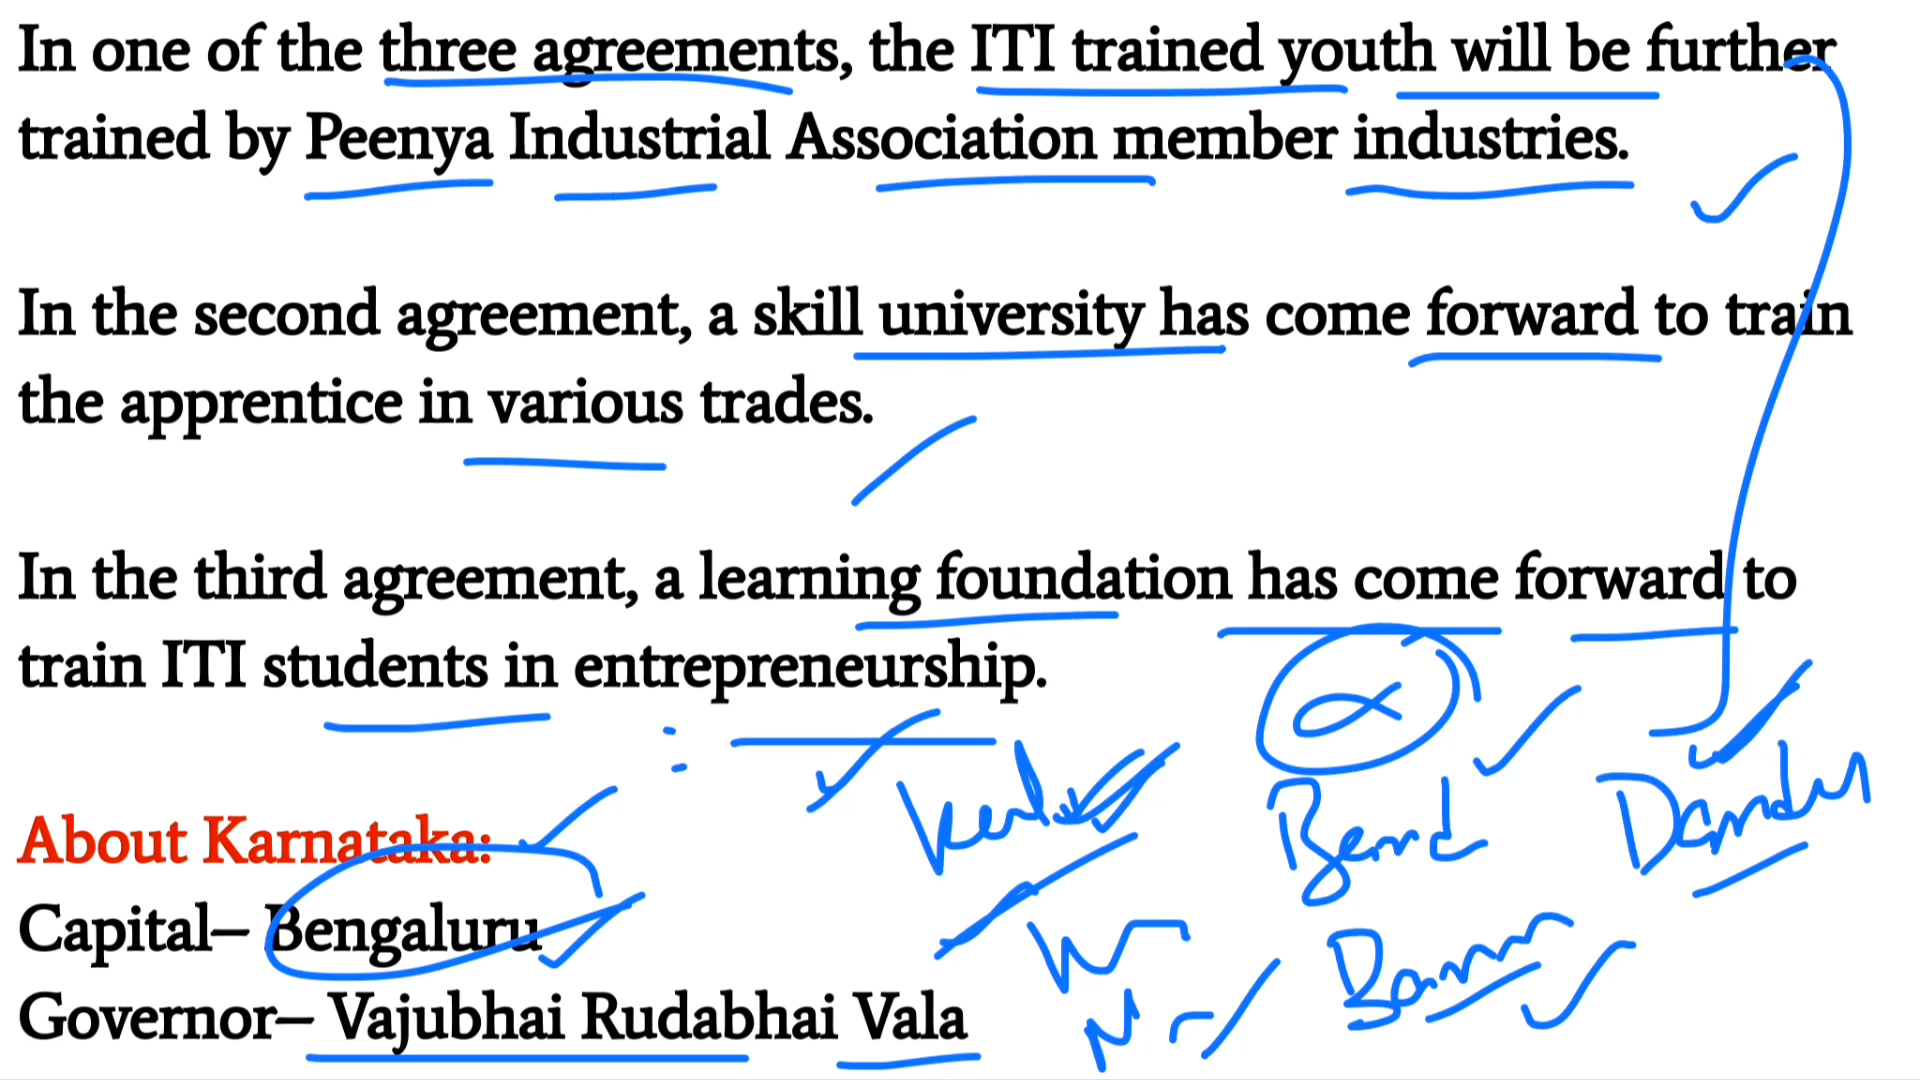 In one of the three agreements, the ITI trained youth will be further
trained by Peenya Industrial Association member industries.
In the second agreement, a skill university has come forward to train
the apprentice in various trades.
In the third agreement, a learning foundation has come forward to
train ITI students in entrepreneurship.
About Karnataka:
Capital– Bengaluru
Governor– Vajubhai Rudabhai Vala